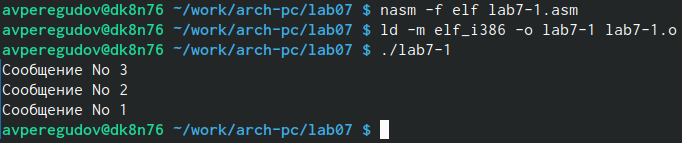 avperegudov@dk8n76 ~/work/arch-pc/lab07 $ nasm -f elf lab7-1.asm
avperegudov@dk8n76 ~/work/arch-pc/lab07 $ ld -m elf_i386 -o lab7-1 lab7-1.o
avperegudov@dk8n76 ~/work/arch-pc/lab07 $ ./lab7-1
Сообщение No 3
Сообщение No 2
Сообщение No 1
avperegudov@dk8n76 ~/work/arch-pc/lab07 $